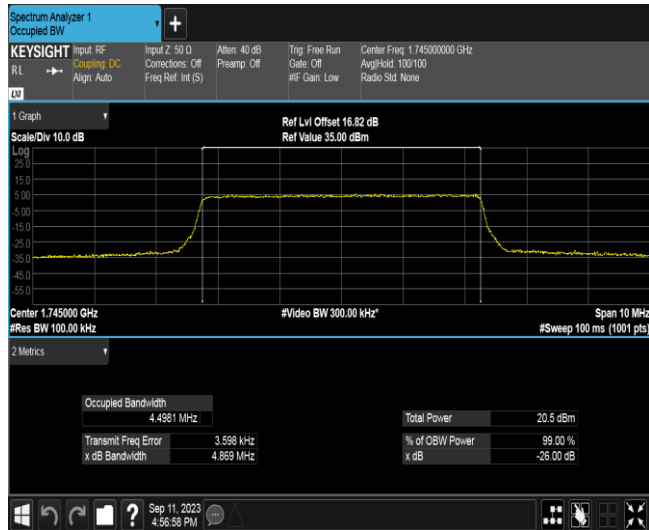 Spectrum Analyzer 1
Occupied BW
+
KEYSIGHT
RL
LXI
Input: RF
Coupling: DC
Align: Auto
Input Z: 50 Ω
Corrections: Off
Freq Ref: Int (S)
Atten: 40 dB
Preamp: Off
Trig: Free Run
Gate: Off
#IF Gain: Low
Center Freq: 1.745000000 GHz
Avg|Hold: 100/100
Radio Std: None
1 Graph
Scale/Div 10.0 dB
Ref Lvl Offset 16.82 dB
Ref Value 35.00 dBm
Log
25.0
15.0
5.00
-5.00
-15.0
-25.0
-35.0
-45.0
-55.0
Center 1.745000 GHz
#Res BW 100.00 kHz
#Video BW 300.00 kHz*
Span 10 MHz
#Sweep 100 ms (1001 pts)
2 Metrics
Occupied Bandwidth
4.4981 MHz
Transmit Freq Error 3.598 kHz
x dB Bandwidth 4.869 MHz
Total Power 20.5 dBm
% of OBW Power 99.00 %
x dB -26.00 dB
?
Sep 11, 2023
4:56:58 PM